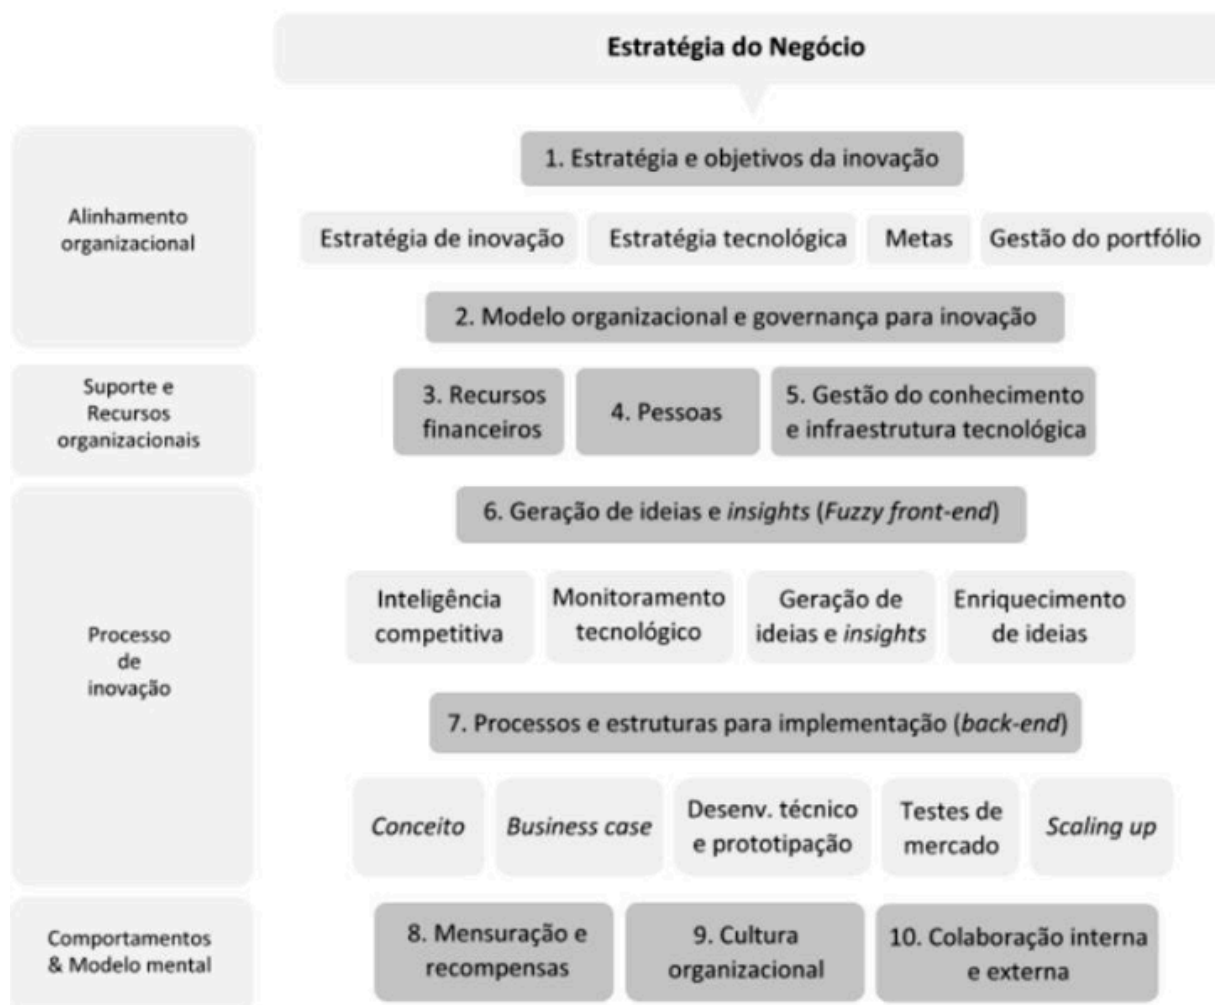 Estratégia do Negócio
Alinhamento
organizacional
1. Estratégia e objetivos da inovação
Estratégia de inovação
Estratégia tecnológica
Metas
Gestão do portfólio
2. Modelo organizacional e governança para inovação
Suporte e
Recursos
organizacionais
3. Recursos
financeiros
4. Pessoas
5. Gestão do conhecimento
e infraestrutura tecnológica
Processo
de
inovação
6. Geração de ideias e insights (Fuzzy front-end)
Inteligência
competitiva
Monitoramento
tecnológico
Geração de
ideias e insights
Enriquecimento
de ideias
7. Processos e estruturas para implementação (back-end)
Conceito
Business case
Desenv. técnico
e prototipação
Testes de
mercado
Scaling up
Comportamentos
& Modelo mental
8. Mensuração e
recompensas
9. Cultura
organizacional
10. Colaboração interna
e externa